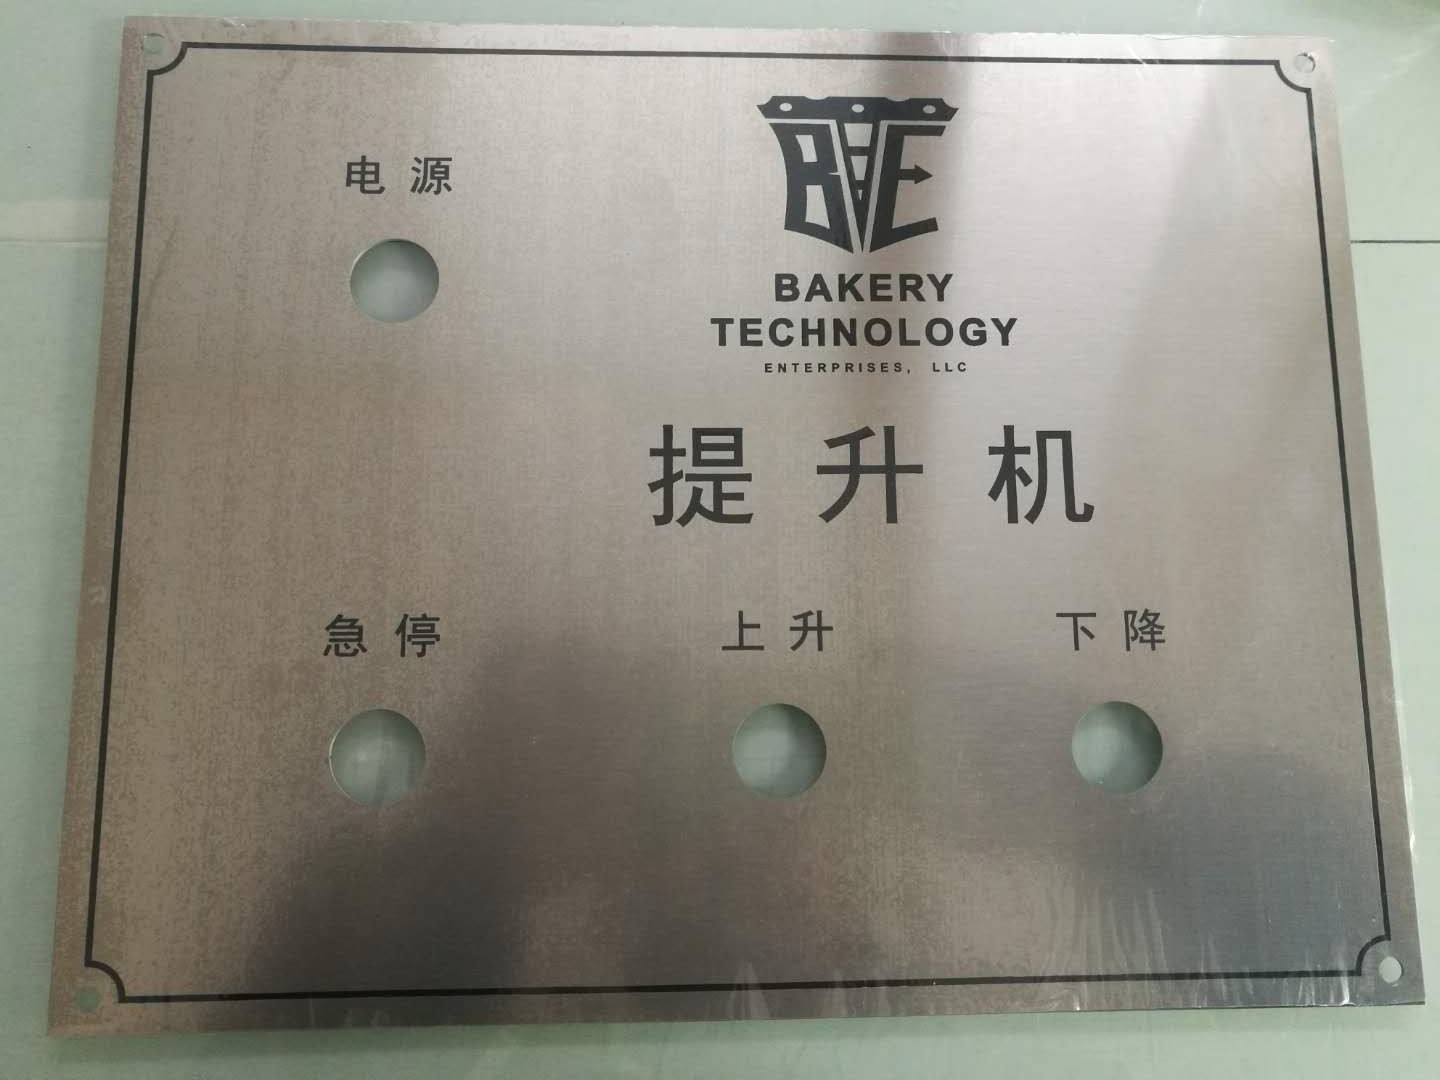 电源
BTE
BAKERY
TECHNOLOGY
ENTERPRISES, LLC
提升机
急停 上升 下降